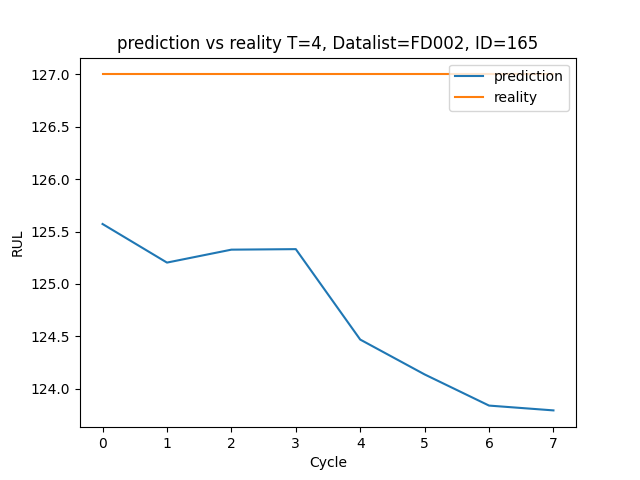 prediction vs reality T=4, Datalist=FD002, ID=165
127.0
126.5
126.0
125.5
125.0
124.5
124.0
RUL
prediction
reality
0 1 2 3 4 5 6 7
Cycle